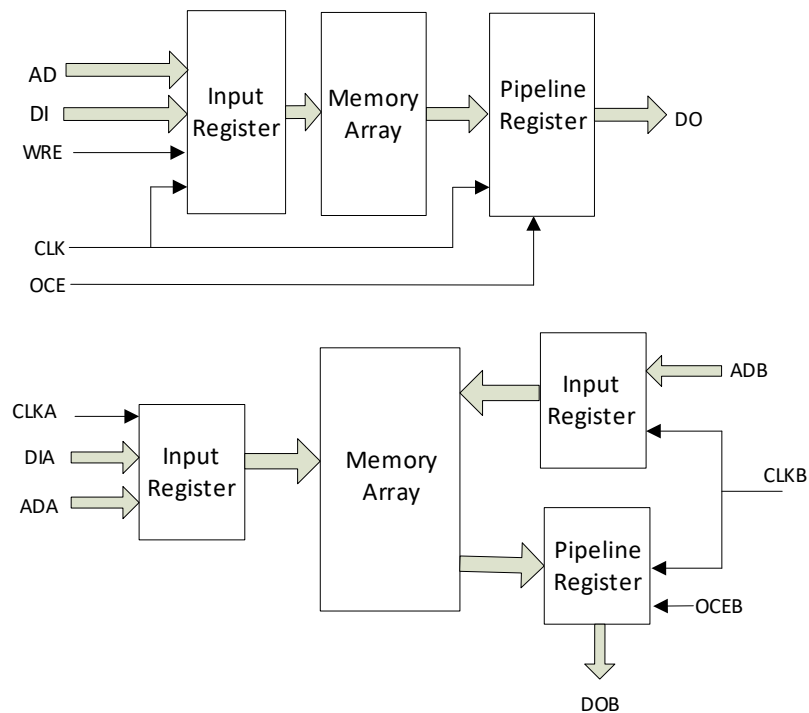 AD
DI
WRE
CLK
OCE
Input
Register
Memory
Array
Pipeline
Register
DO
CLKA
DIA
ADA
Input
Register
Memory
Array
Input
Register
ADB
CLKB
Pipeline
Register
OCEB
DOB